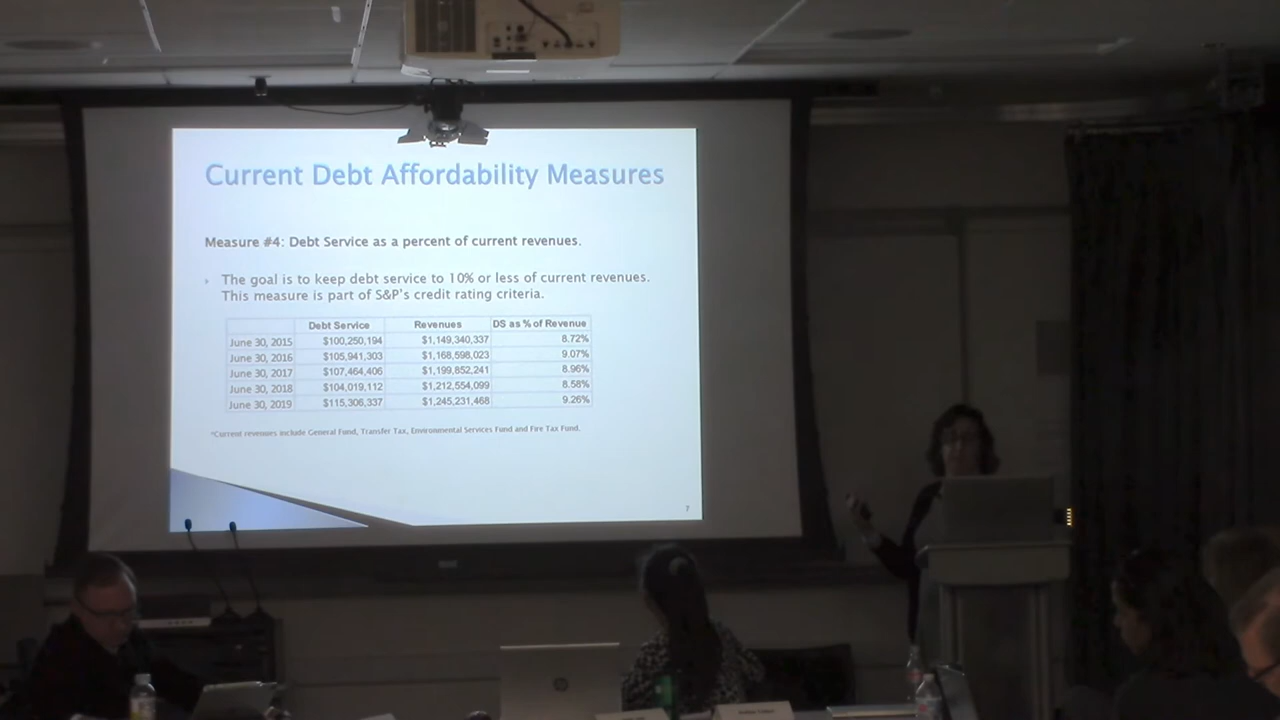 Current Debt Affordability Measures
Measure #4: Debt Service as a percent of current revenues.
The goal is to keep debt service to 10% or less of current revenues.
This measure is part of S&P's credit rating criteria.
Debt Service Revenues DS as % of Revenue
June 30, 2015 $100,250,194 $1,149,340,337 8.72%
June 30, 2016 $105,941,303 $1,168,598,023 9.07%
June 30, 2017 $107,464,406 $1,199,852,241 8.96%
June 30, 2018 $104,019,112 $1,212,554,099 8.58%
June 30, 2019 $115,306,337 $1,245,231,468 9.26%
*Current revenues include General Fund, Transfer Tax, Environmental Services Fund and Fire Tax Fund.
7
hp